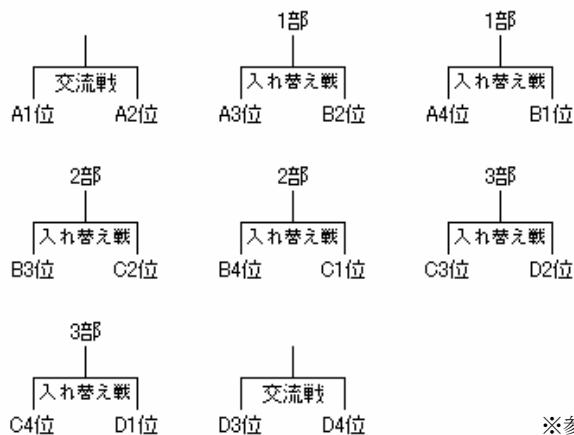 1部 1部
交流戦 入れ替え戦 入れ替え戦
A1位 A2位 A3位 B2位 A4位 B1位
2部 2部 3部
入れ替え戦 入れ替え戦 入れ替え戦
B3位 C2位 B4位 C1位 C3位 D2位
3部
入れ替え戦 交流戦
C4位 D1位 D3位 D4位 ※